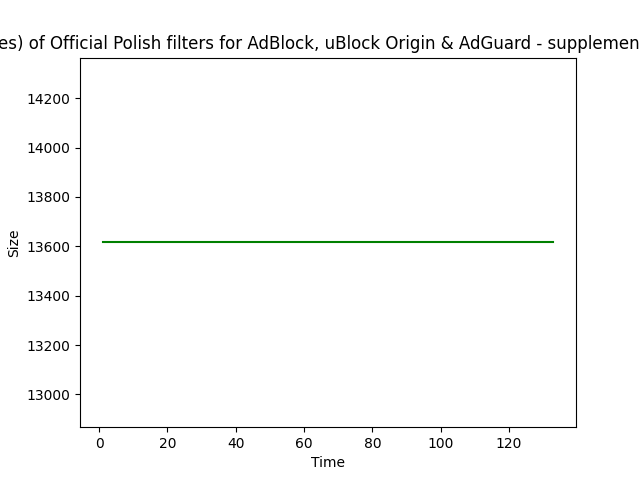 es) of Official Polish filters for AdBlock, uBlock Origin & AdGuard - supplemen
14200
14000
13800
13600
13400
13200
13000
Size
0 20 40 60 80 100 120
Time